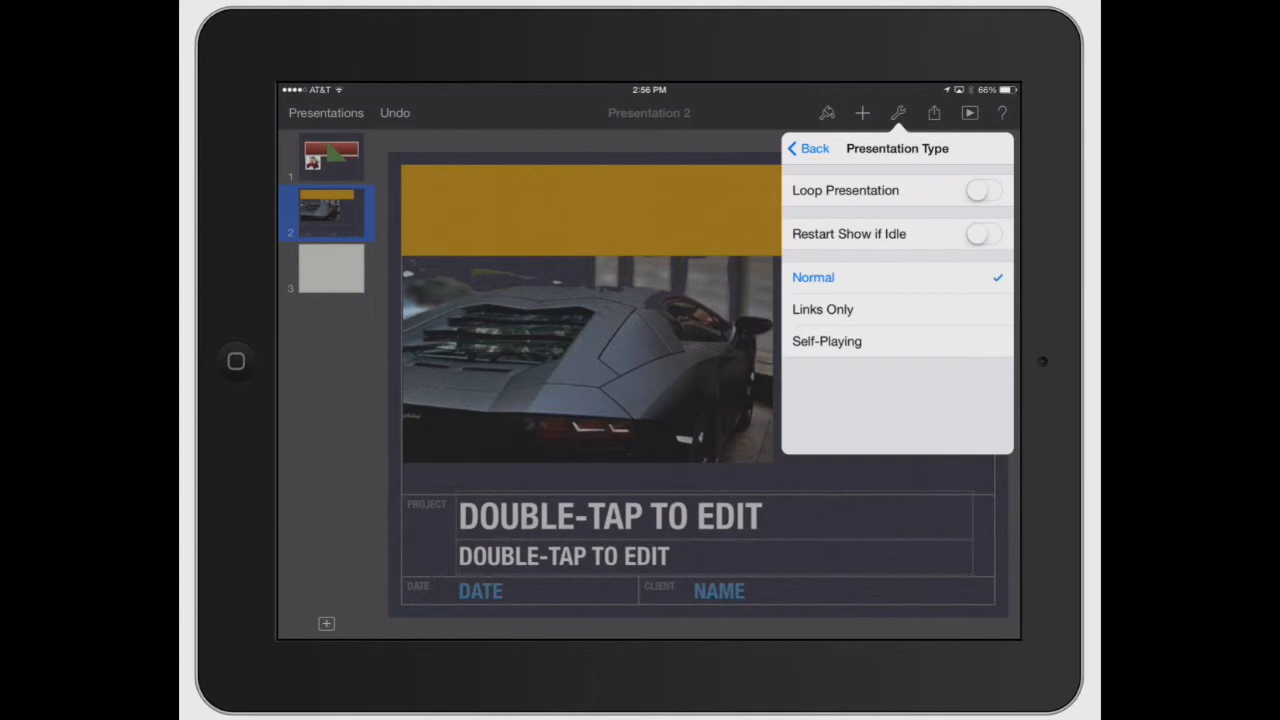 AT&T
2:56 PM
66%
Presentations
Undo
Presentation 2
?
Back
Presentation Type
Loop Presentation
Restart Show if Idle
Normal
Links Only
Self-Playing
1
2
3
PROJECT
DOUBLE-TAP TO EDIT
DOUBLE-TAP TO EDIT
DATE
DATE
CLIENT
NAME